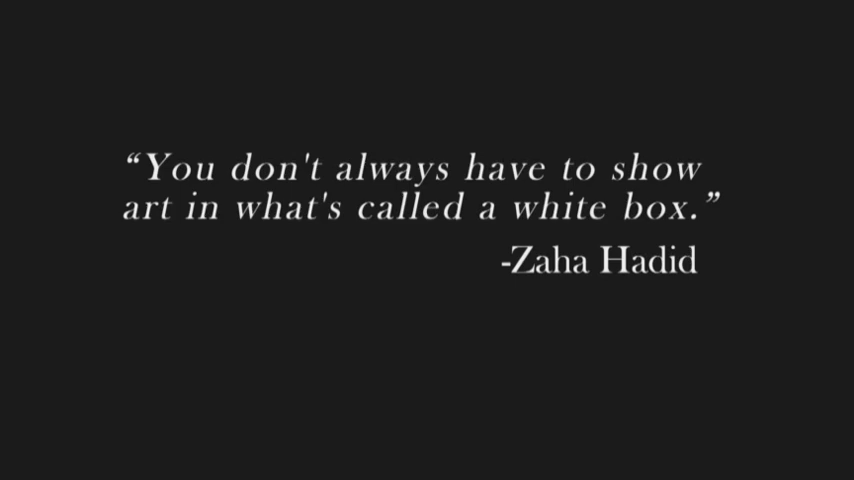 “You don't always have to show
art in what's called a white box.”
-Zaha Hadid